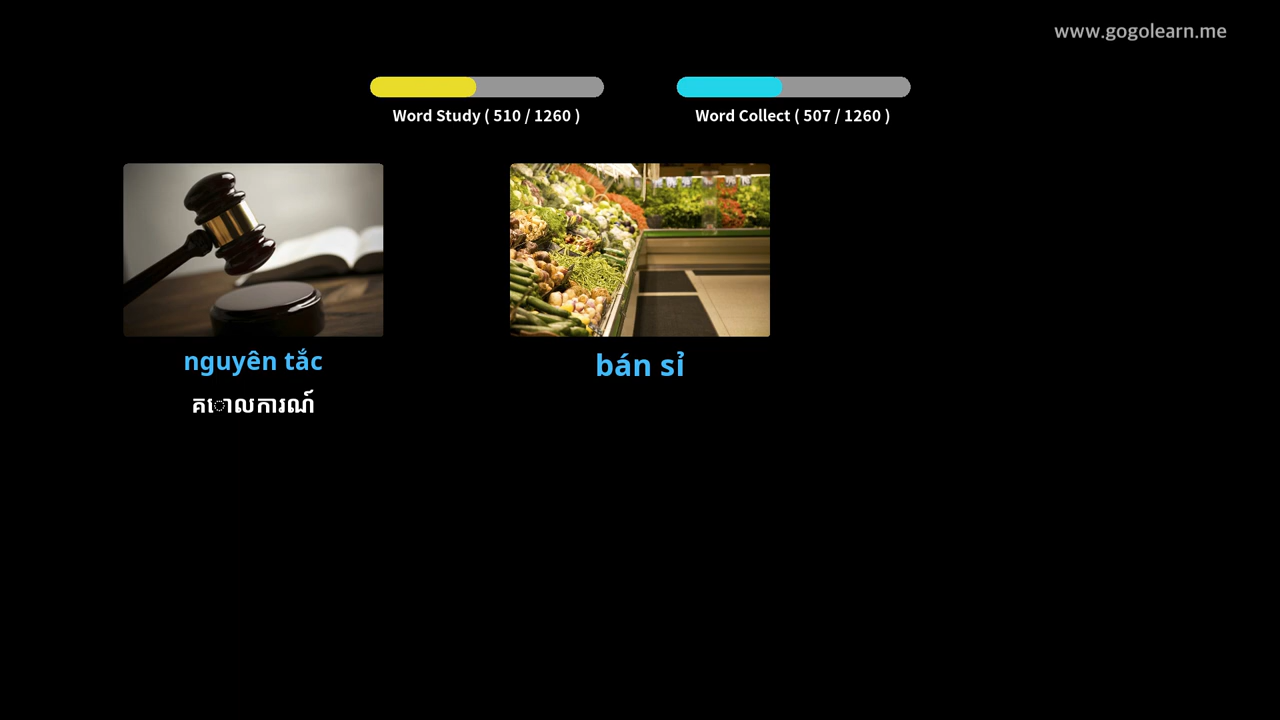 www.gogolearn.me
Word Study ( 510 / 1260 )
Word Collect ( 507 / 1260 )
nguyên tắc
គោលការណ៍
bán sỉ